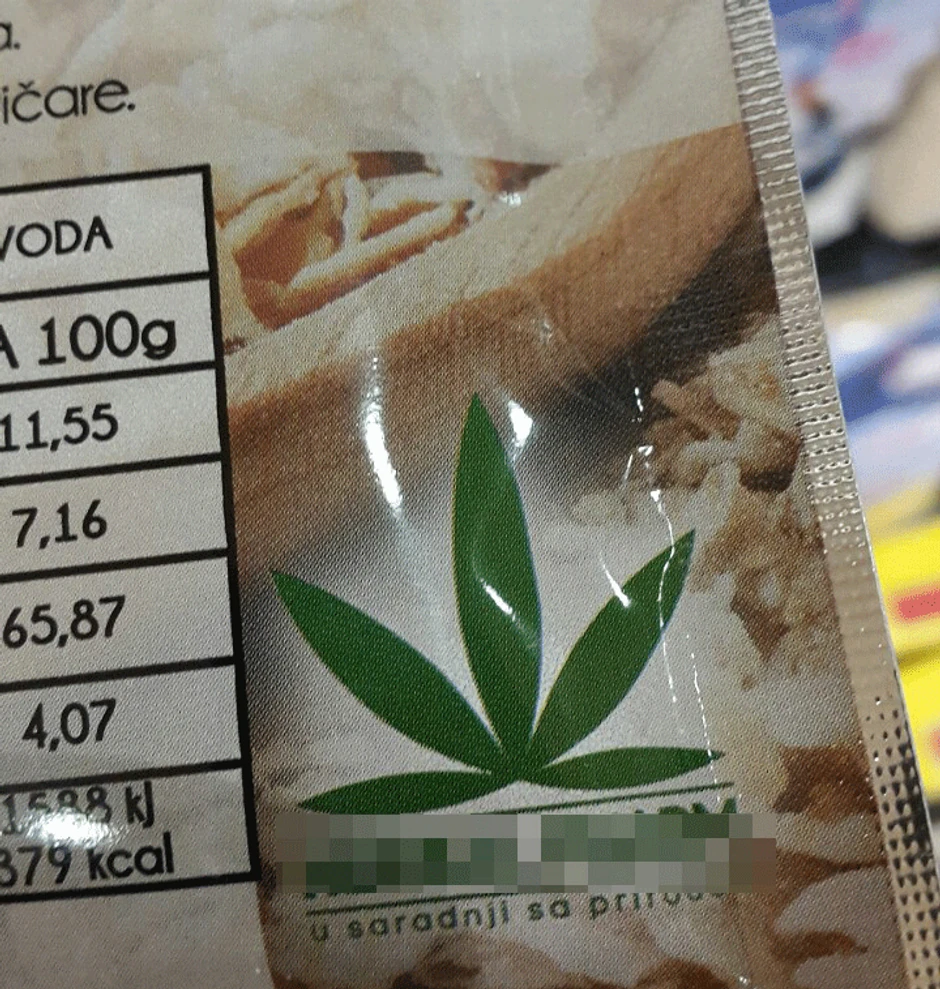 a.
ičare.
VODA
A 100g
11,55
7,16
65,87
4,07
1588 kJ
379 kcal
u saradnji sa